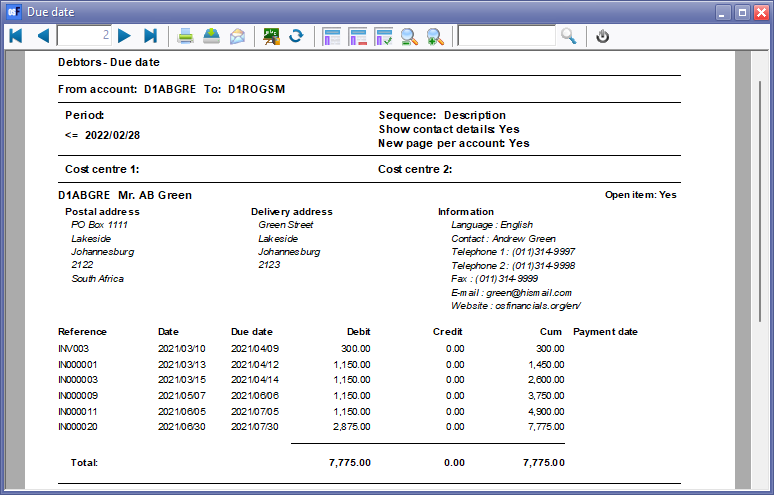 Due date
2
Debtors - Due date
From account: D1ABGRE To: D1ROGSM
Period: Sequence: Description
<= 2022/02/28 Show contact details: Yes
New page per account: Yes
Cost centre 1: Cost centre 2:
D1ABGRE Mr. AB Green Open item: Yes
Postal address Delivery address Information
PO Box 1111 Green Street Language : English
Lakeside Lakeside Contact : Andrew Green
Johannesburg Johannesburg Telephone 1 : (011)314-9997
2122 2123 Telephone 2 : (011)314-9998
South Africa Fax : (011)314-9999
E-mail : green@hismail.com
Website : osfinancials.org/en/
Reference Date Due date Debit Credit Cum Payment date
INV003 2021/03/10 2021/04/09 300.00 0.00 300.00
IN000001 2021/03/13 2021/04/12 1,150.00 0.00 1,450.00
IN000003 2021/03/15 2021/04/14 1,150.00 0.00 2,600.00
IN000009 2021/05/07 2021/06/06 1,150.00 0.00 3,750.00
IN000011 2021/06/05 2021/07/05 1,150.00 0.00 4,900.00
IN000020 2021/06/30 2021/07/30 2,875.00 0.00 7,775.00
Total: 7,775.00 0.00 7,775.00